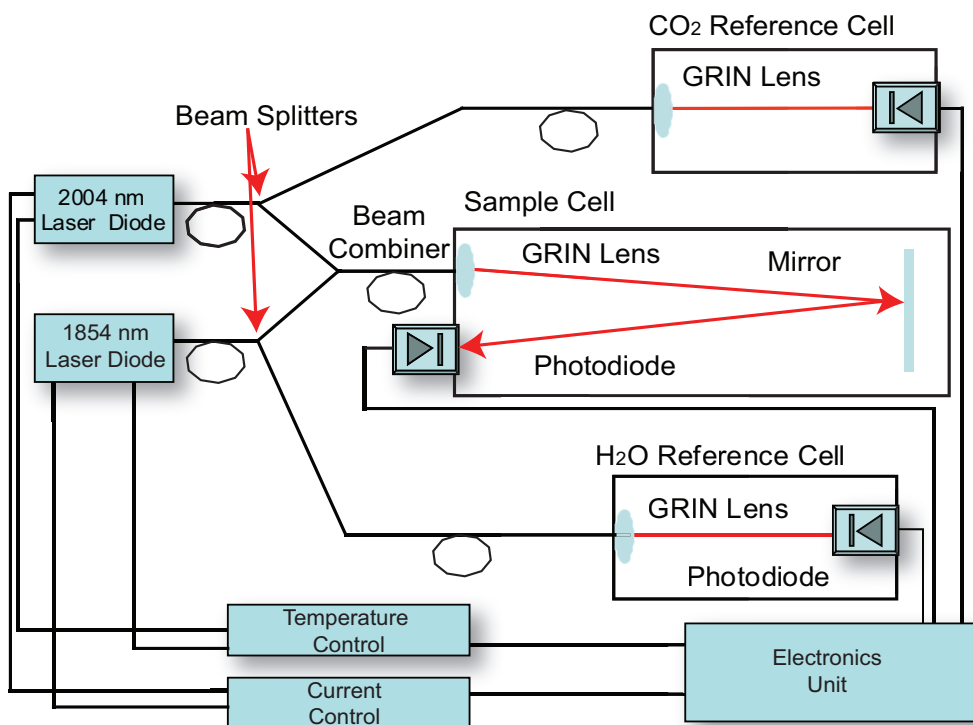 CO2 Reference Cell
GRIN Lens
Beam Splitters
2004 nm
Laser Diode
Beam
Combiner
Sample Cell
GRIN Lens
Mirror
1854 nm
Laser Diode
Photodiode
H2O Reference Cell
GRIN Lens
Photodiode
Temperature
Control
Electronics
Unit
Current
Control